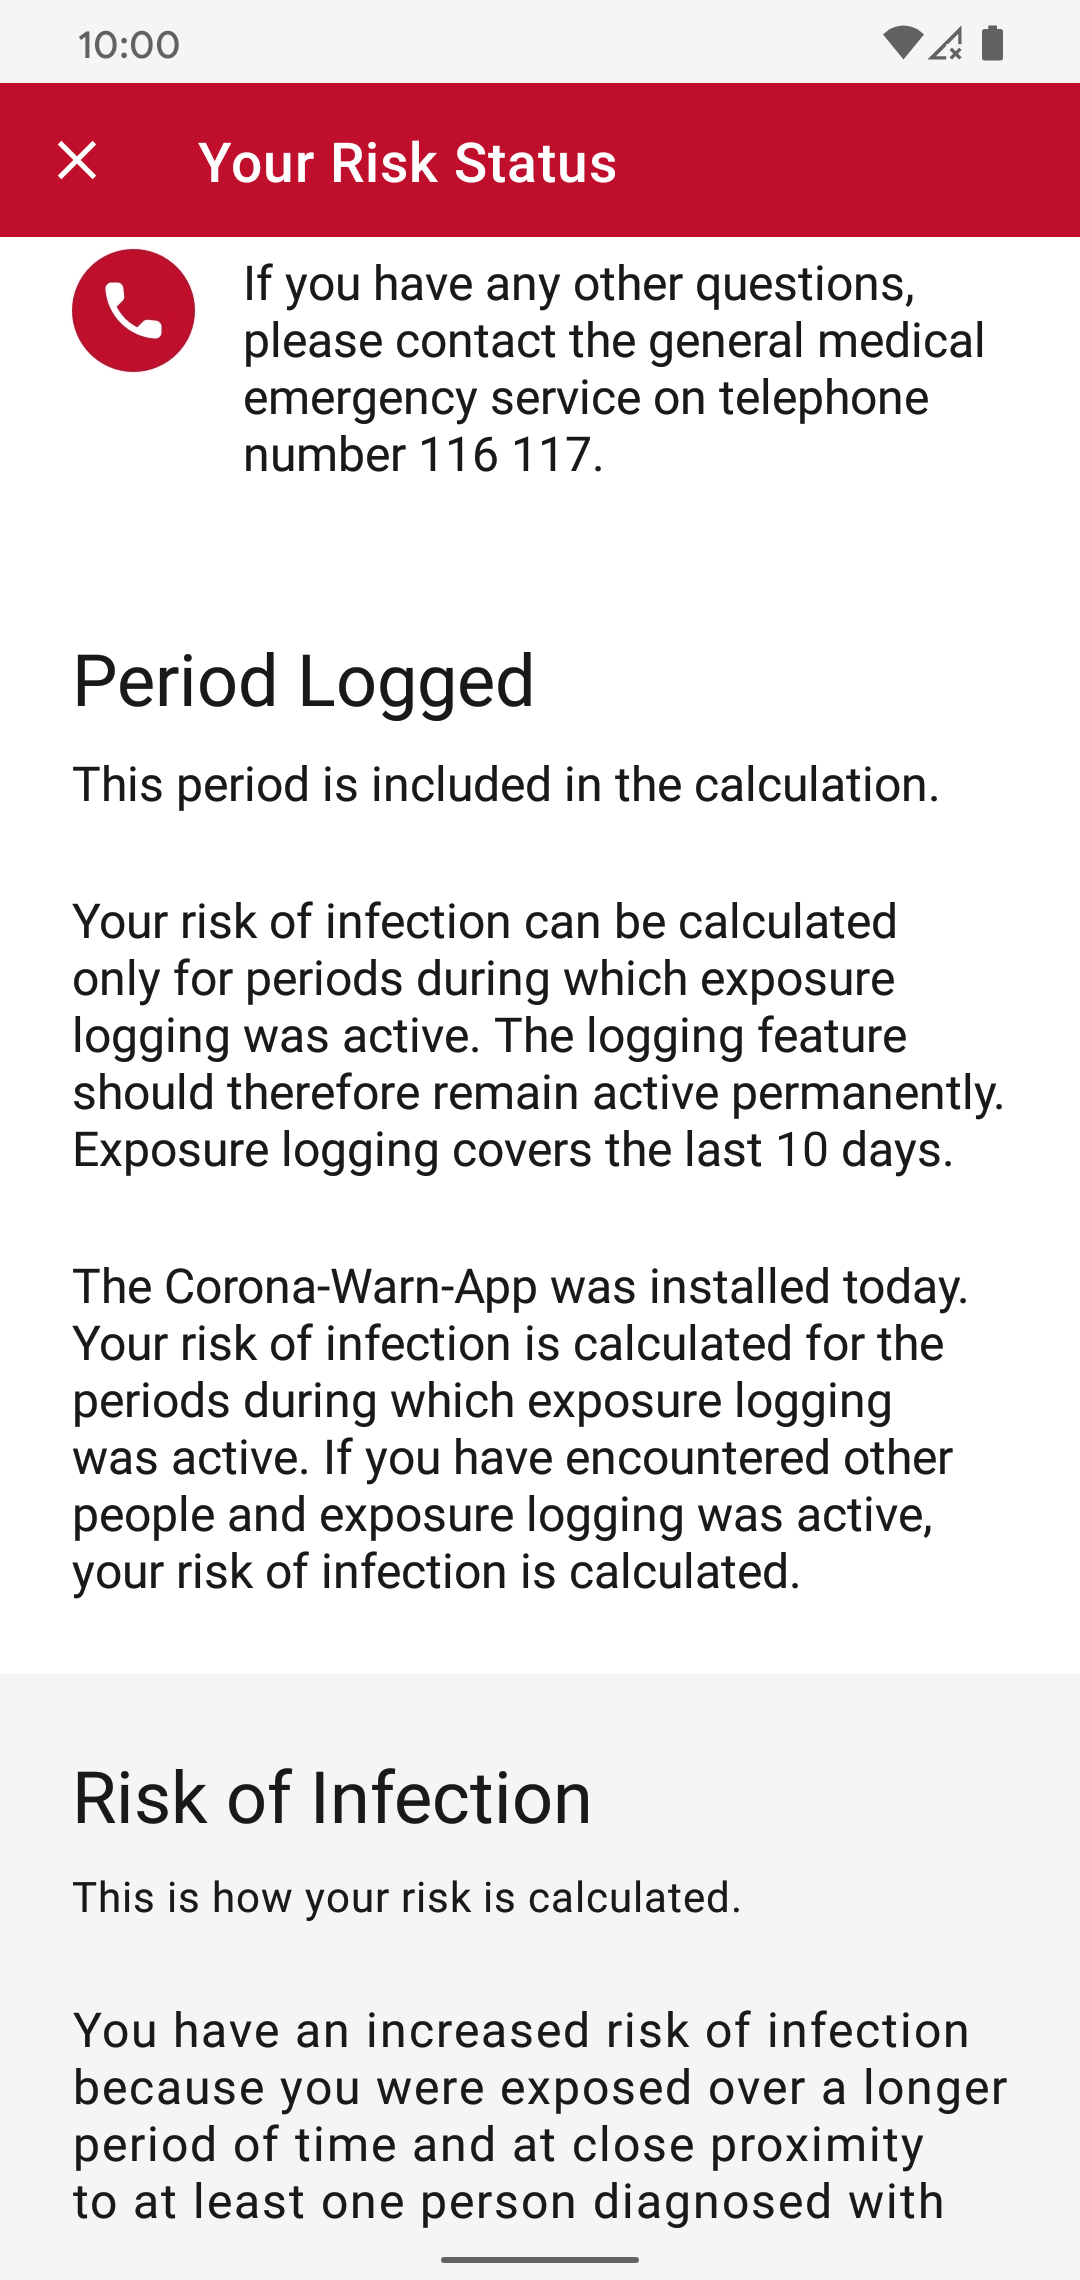 10:00
Your Risk Status
If you have any other questions,
please contact the general medical
emergency service on telephone
number 116 117.
Period Logged
This period is included in the calculation.
Your risk of infection can be calculated
only for periods during which exposure
logging was active. The logging feature
should therefore remain active permanently.
Exposure logging covers the last 10 days.
The Corona-Warn-App was installed today.
Your risk of infection is calculated for the
periods during which exposure logging
was active. If you have encountered other
people and exposure logging was active,
your risk of infection is calculated.
Risk of Infection
This is how your risk is calculated.
You have an increased risk of infection
because you were exposed over a longer
period of time and at close proximity
to at least one person diagnosed with